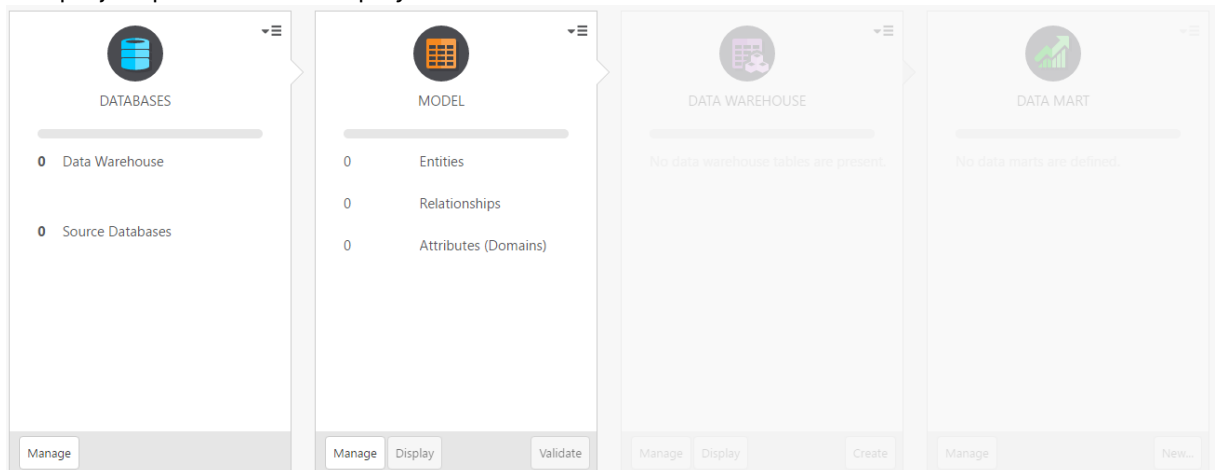 DATABASES
0 Data Warehouse
0 Source Databases
Manage
MODEL
0 Entities
0 Relationships
0 Attributes (Domains)
Manage Display Validate
DATA WAREHOUSE
No data warehouse tables are present.
Manage Display Create
DATA MART
No data marts are defined.
Manage New...